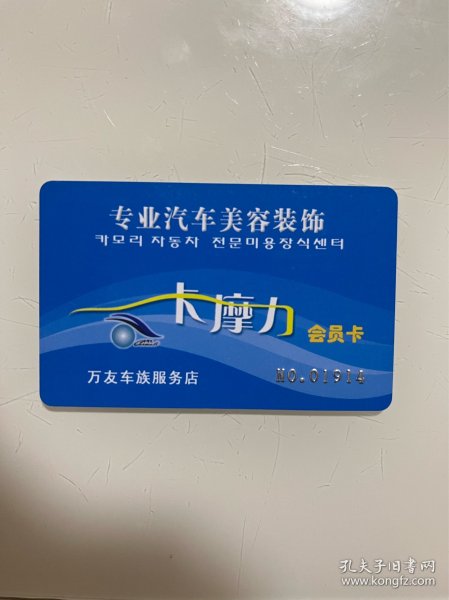 专业汽车美容装饰
카모리 자동차 전문미용장식센터
卡摩力
会员卡
万友车族服务店
NO.01914
孔夫子旧书网
www.kongfz.com